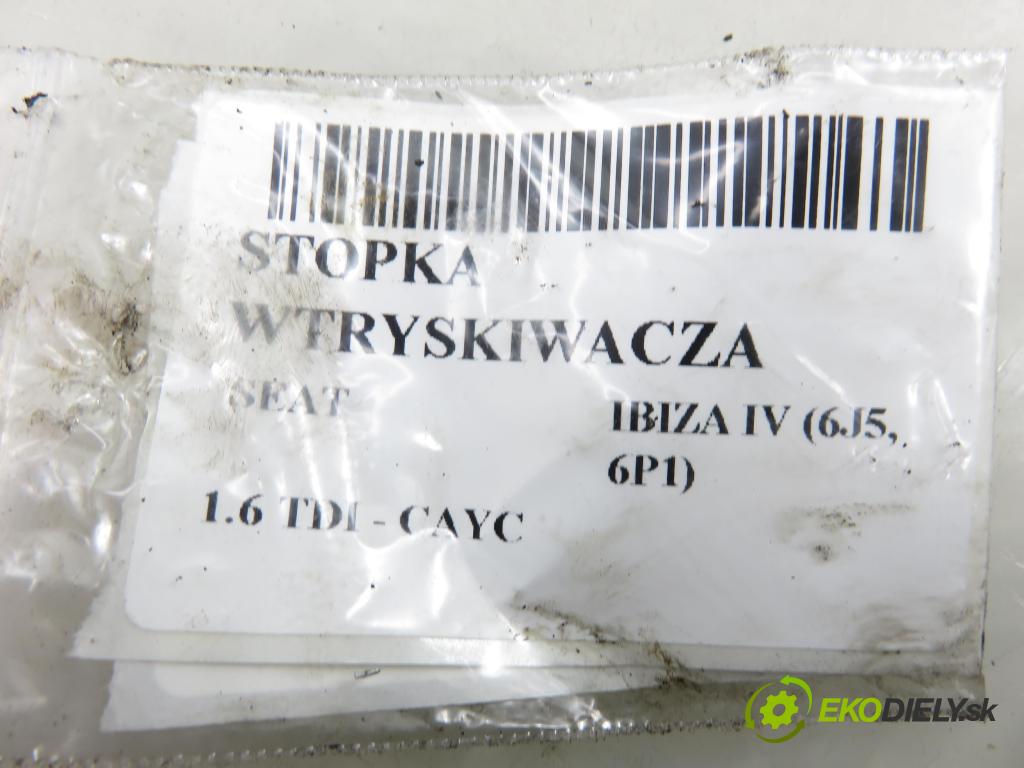 STOPKA
WTRYSKIWACZA
SEAT IBIZA IV (6J5,
6P1)
1.6 TDI - CAYC
EKODIELY.sk